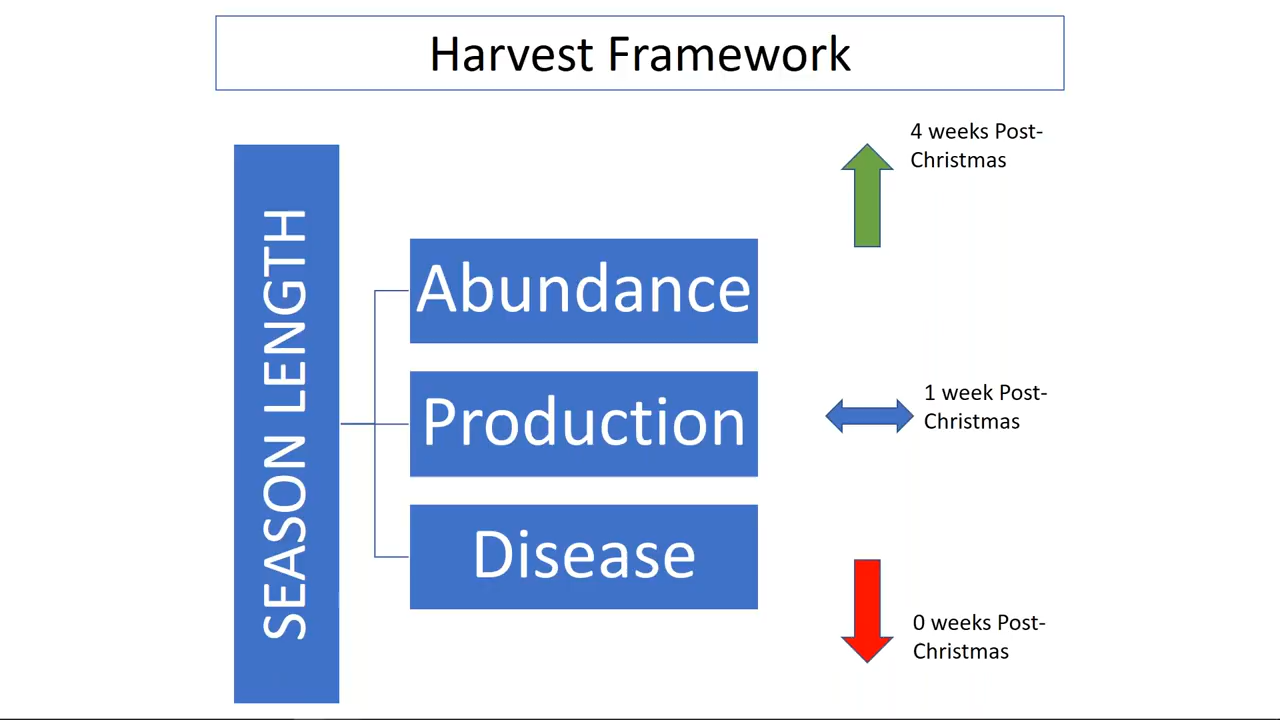 Harvest Framework
SEASON LENGTH
Abundance
Production
Disease
4 weeks Post-
Christmas
1 week Post-
Christmas
0 weeks Post-
Christmas